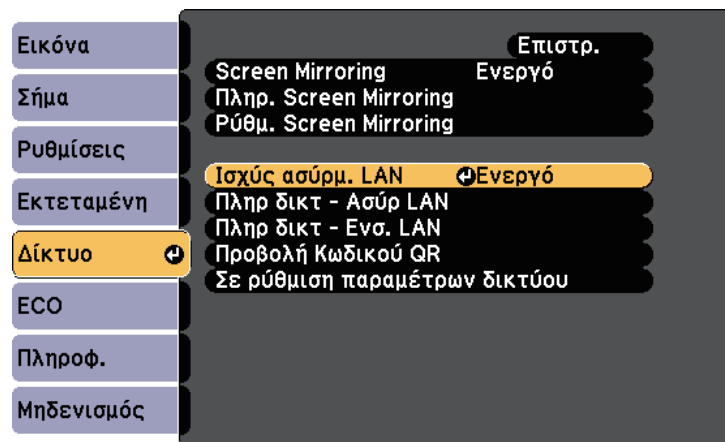 Εικόνα
Σήμα
Ρυθμίσεις
Εκτεταμένη
Δίκτυο
ECO
Πληροφ.
Μηδενισμός
Επιστρ.
Screen Mirroring Ενεργό
Πληρ. Screen Mirroring
Ρύθμ. Screen Mirroring
Ισχύς ασύρμ. LAN Ενεργό
Πληρ δικτ - Ασύρ LAN
Πληρ δικτ - Ενσ. LAN
Προβολή Κωδικού QR
Σε ρύθμιση παραμέτρων δικτύου